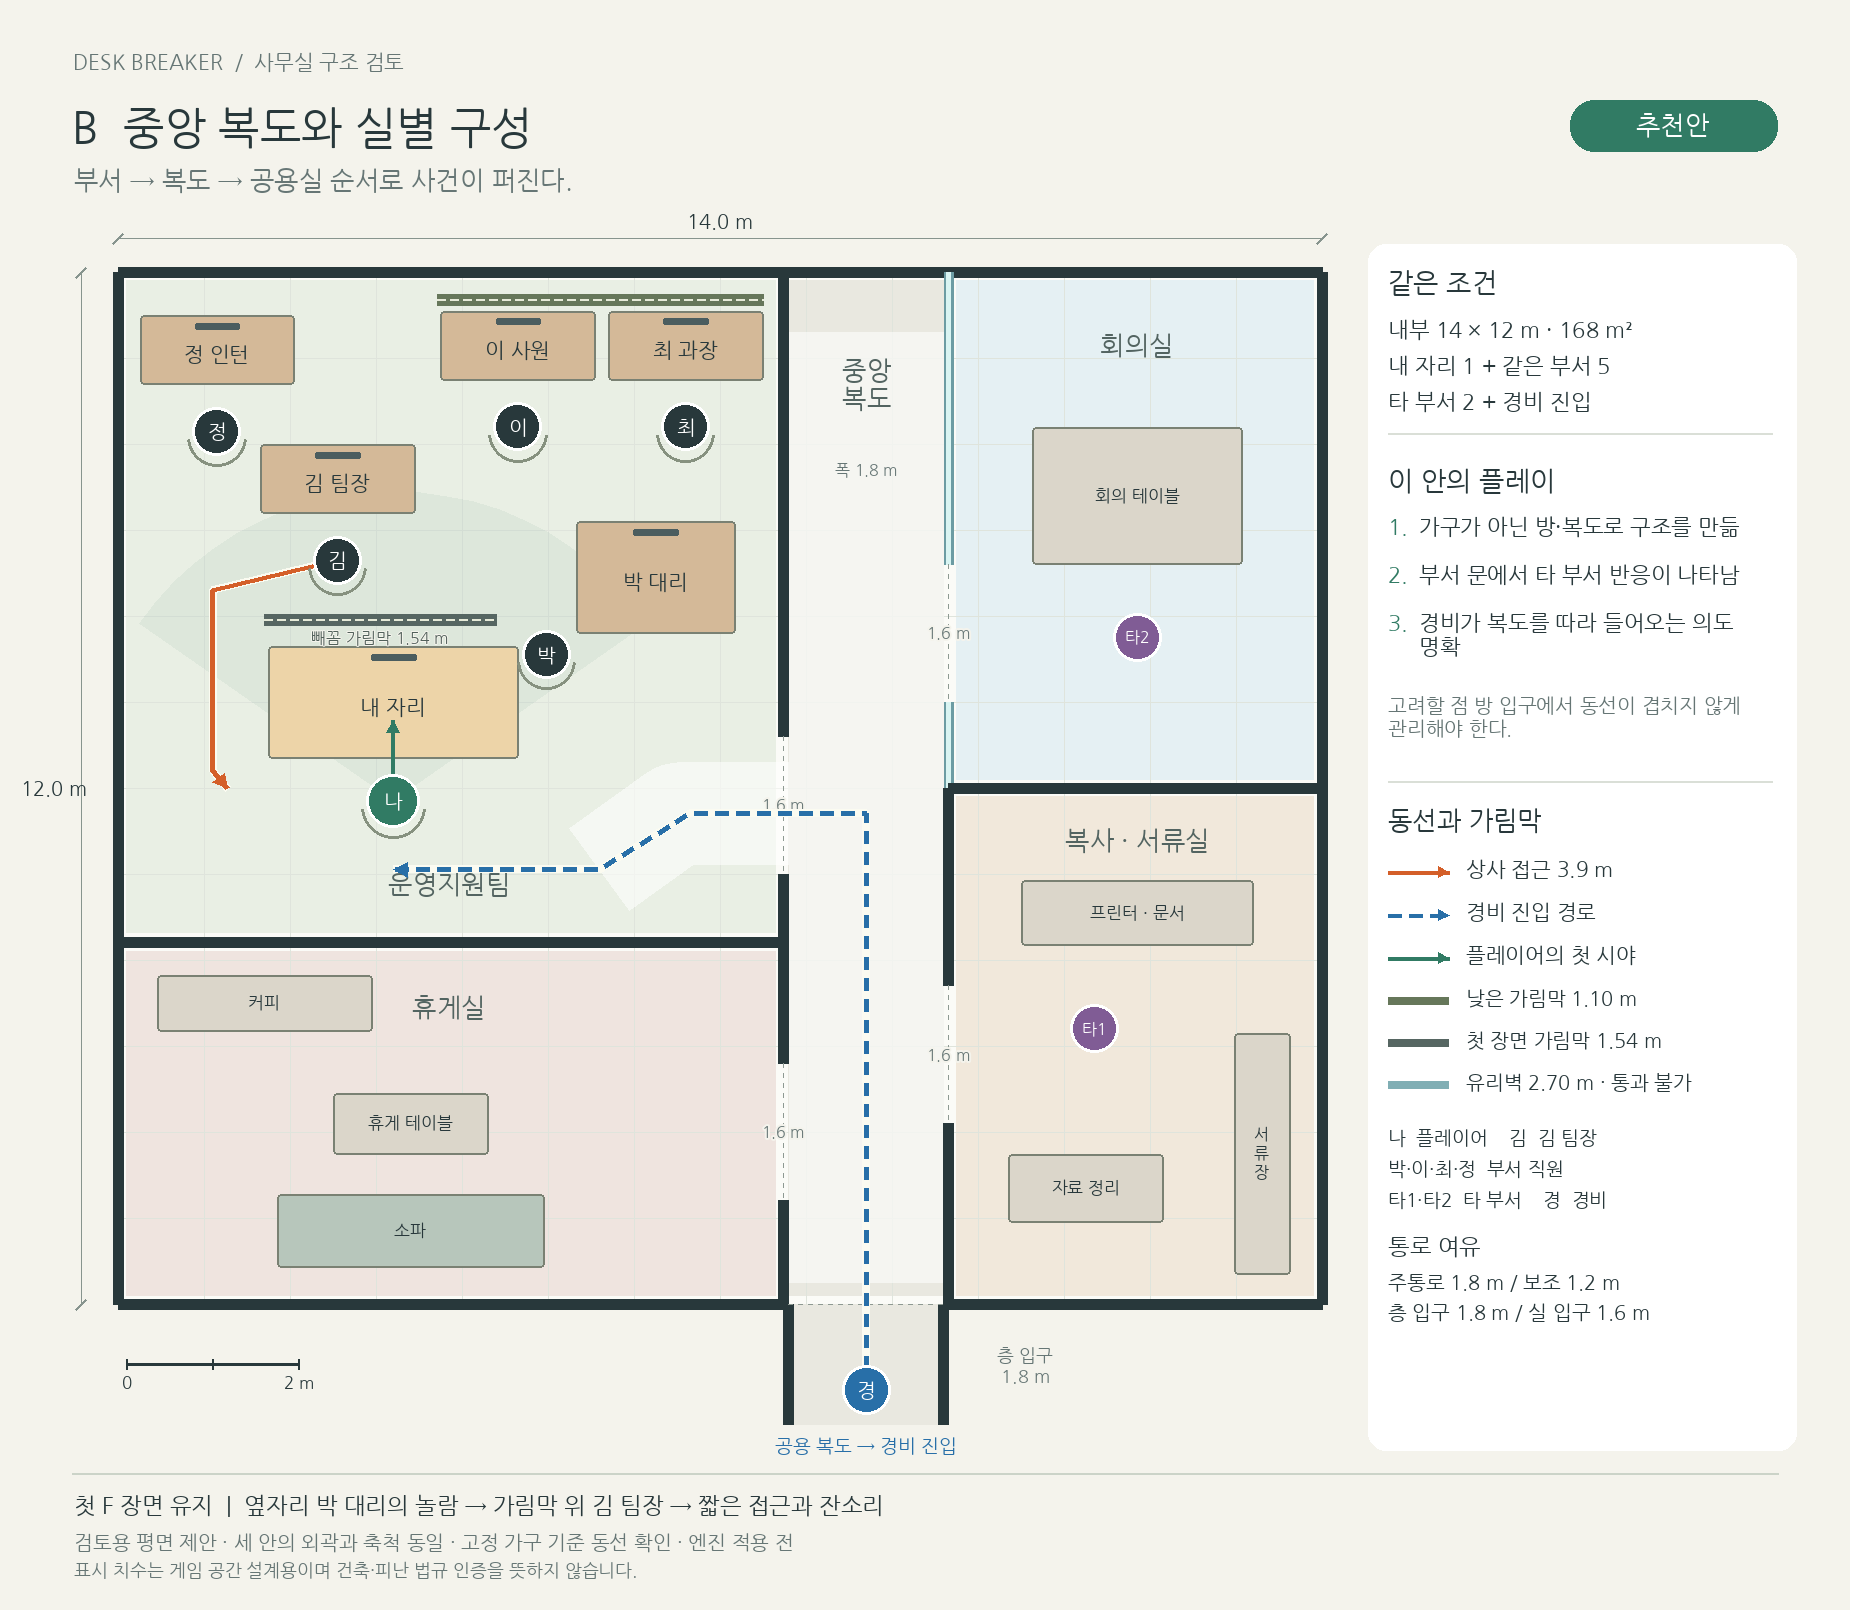 DESK BREAKER / 사무실 구조 검토
B 중앙 복도와 실별 구성
추천안
부서 → 복도 → 공용실 순서로 사건이 퍼진다.
14.0 m
12.0 m
정 인턴
이 사원
최 과장
정
이
최
김 팀장
김
박 대리
빼꼼 가림막 1.54 m
박
내 자리
나
운영지원팀
중앙
복도
폭 1.8 m
회의실
회의 테이블
1.6 m
타2
1.6 m
복사 · 서류실
프린터 · 문서
타1
1.6 m
서
류
장
자료 정리
커피
휴게실
휴게 테이블
1.6 m
소파
0
2 m
경
층 입구
1.8 m
공용 복도 → 경비 진입
같은 조건
내부 14 × 12 m · 168 m²
내 자리 1 + 같은 부서 5
타 부서 2 + 경비 진입
이 안의 플레이
1. 가구가 아닌 방·복도로 구조를 만듦
2. 부서 문에서 타 부서 반응이 나타남
3. 경비가 복도를 따라 들어오는 의도
명확
고려할 점 방 입구에서 동선이 겹치지 않게
관리해야 한다.
동선과 가림막
상사 접근 3.9 m
경비 진입 경로
플레이어의 첫 시야
낮은 가림막 1.10 m
첫 장면 가림막 1.54 m
유리벽 2.70 m · 통과 불가
나 플레이어 김 김 팀장
박·이·최·정 부서 직원
타1·타2 타 부서 경 경비
통로 여유
주통로 1.8 m / 보조 1.2 m
층 입구 1.8 m / 실 입구 1.6 m
첫 F 장면 유지 | 옆자리 박 대리의 놀람 → 가림막 위 김 팀장 → 짧은 접근과 잔소리
검토용 평면 제안 · 세 안의 외곽과 축척 동일 · 고정 가구 기준 동선 확인 · 엔진 적용 전
표시 치수는 게임 공간 설계용이며 건축·피난 법규 인증을 뜻하지 않습니다.